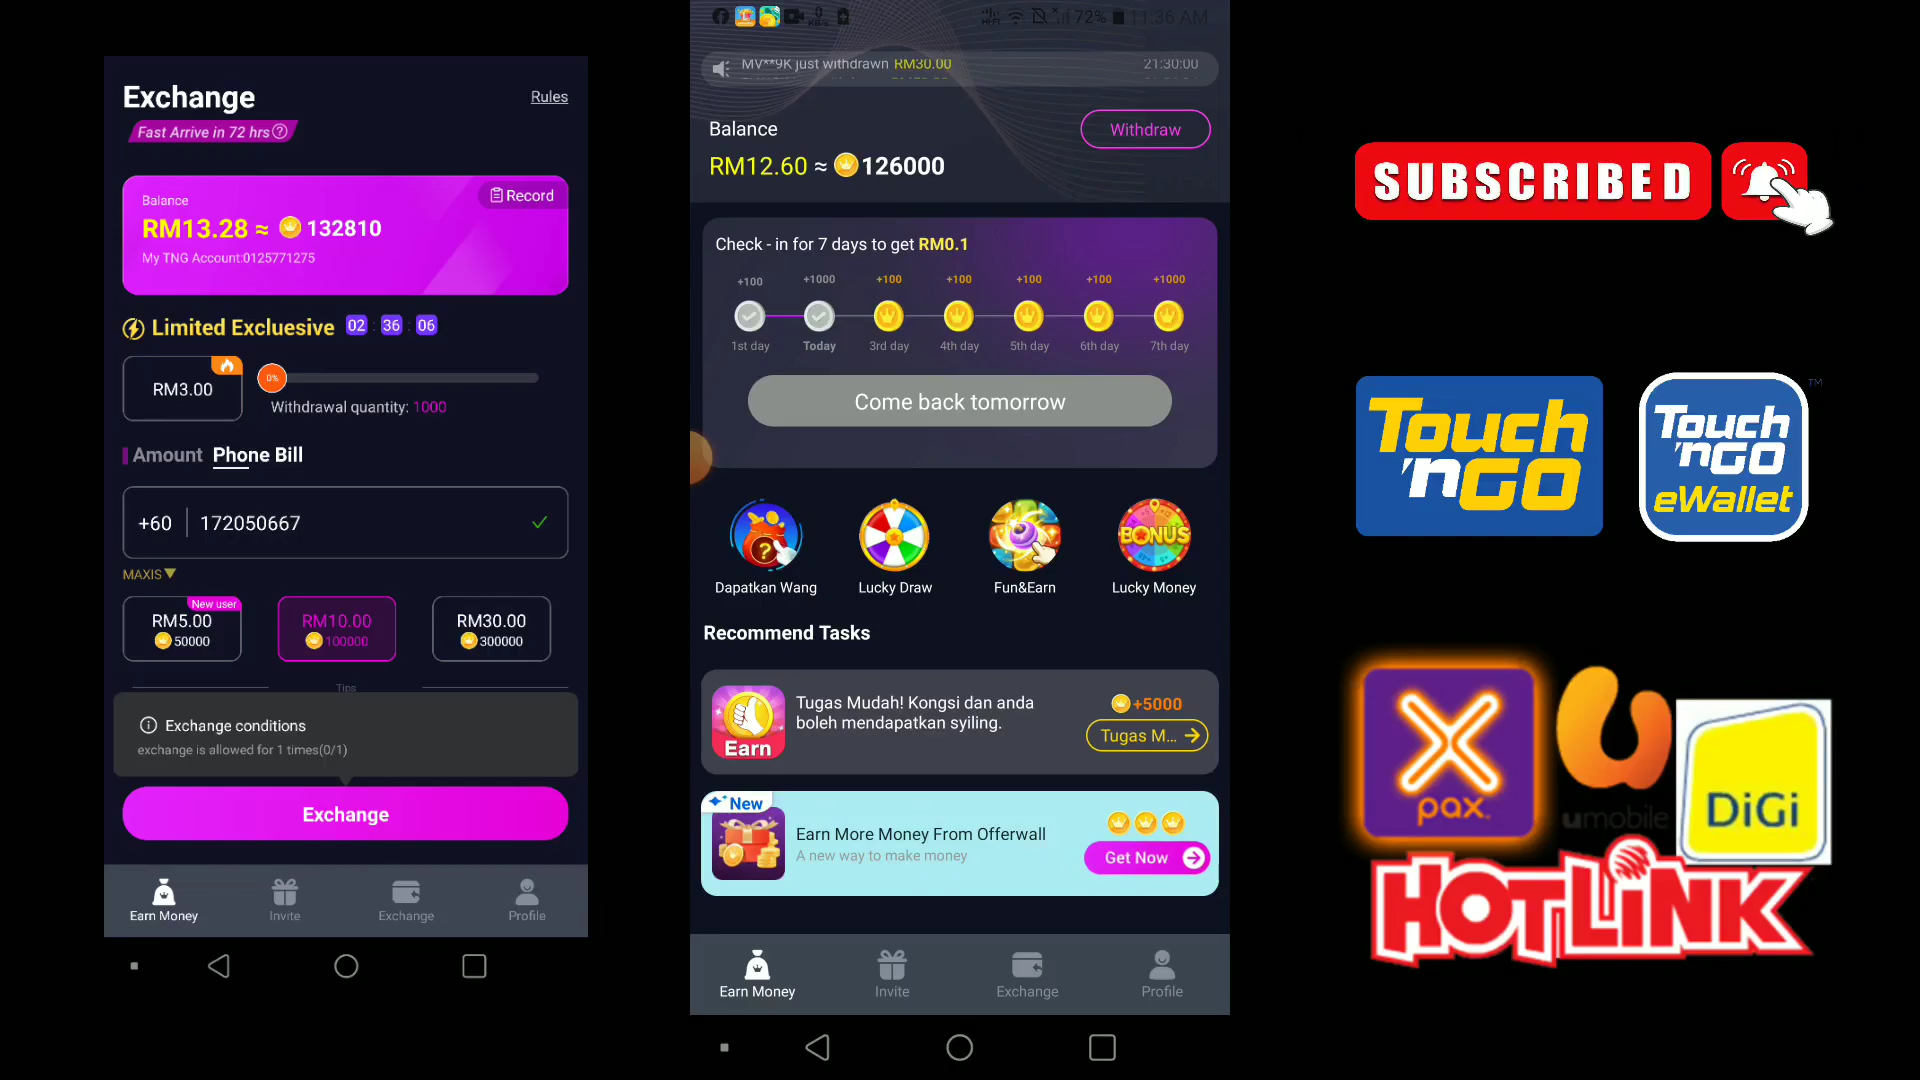 Exchange
Rules
Fast Arrive in 72 hrs
Balance
Record
RM13.28 ≈ 132810
My TNG Account:0125771275
Limited Excluesive 02 : 36 : 06
RM3.00
0%
Withdrawal quantity: 1000
Amount Phone Bill
+60 172050667
MAXIS
New user
RM5.00
50000
RM10.00
100000
RM30.00
300000
Tips
Exchange conditions
exchange is allowed for 1 times(0/1)
Exchange
Earn Money
Invite
Exchange
Profile
72% 11:36 AM
MV**9K just withdrawn RM30.00 21:30:00
Balance
Withdraw
RM12.60 ≈ 126000
Check - in for 7 days to get RM0.1
+100 +1000 +100 +100 +100 +100 +1000
1st day Today 3rd day 4th day 5th day 6th day 7th day
Come back tomorrow
BONUS
Dapatkan Wang Lucky Draw Fun&Earn Lucky Money
Recommend Tasks
Tugas Mudah! Kongsi dan anda
boleh mendapatkan syiling.
Earn
+5000
Tugas M...
New
Earn More Money From Offerwall
A new way to make money
Get Now
Earn Money
Invite
Exchange
Profile
SUBSCRIBED
Touch
'nGO
Touch
'nGO
eWallet
TM
X
pax.
umobile
DiGi
HOTLINK